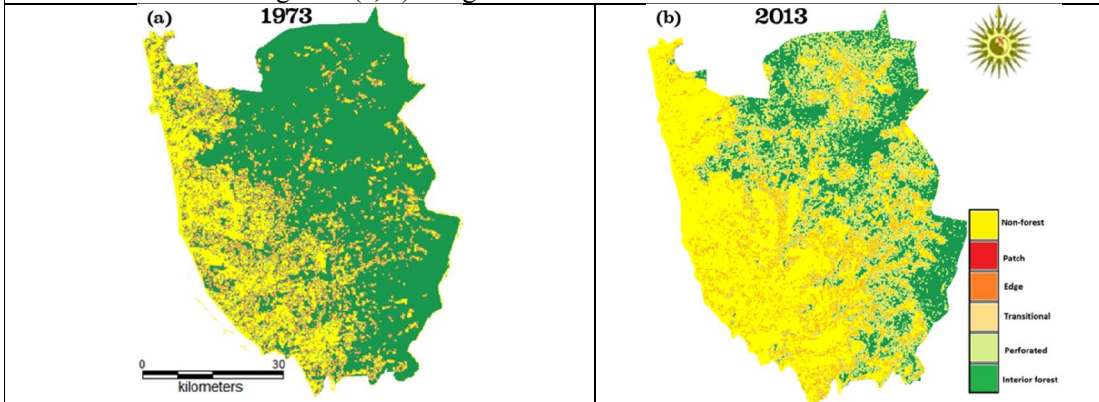 (a) 1973
(b) 2013
0 30
kilometers
Non-forest
Patch
Edge
Transitional
Perforated
Interior forest